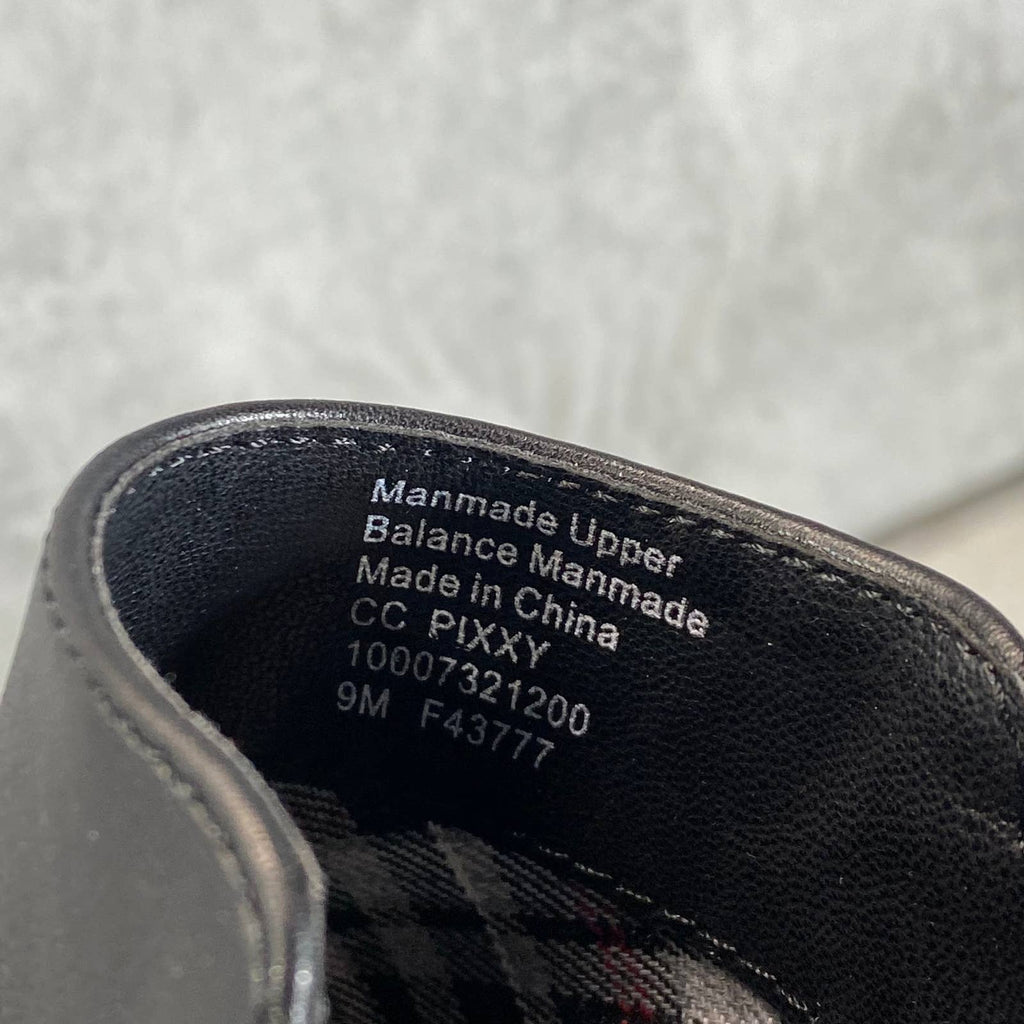 Manmade Upper
Balance Manmade
Made in China
CC PIXXY
10007321200
9M F43777